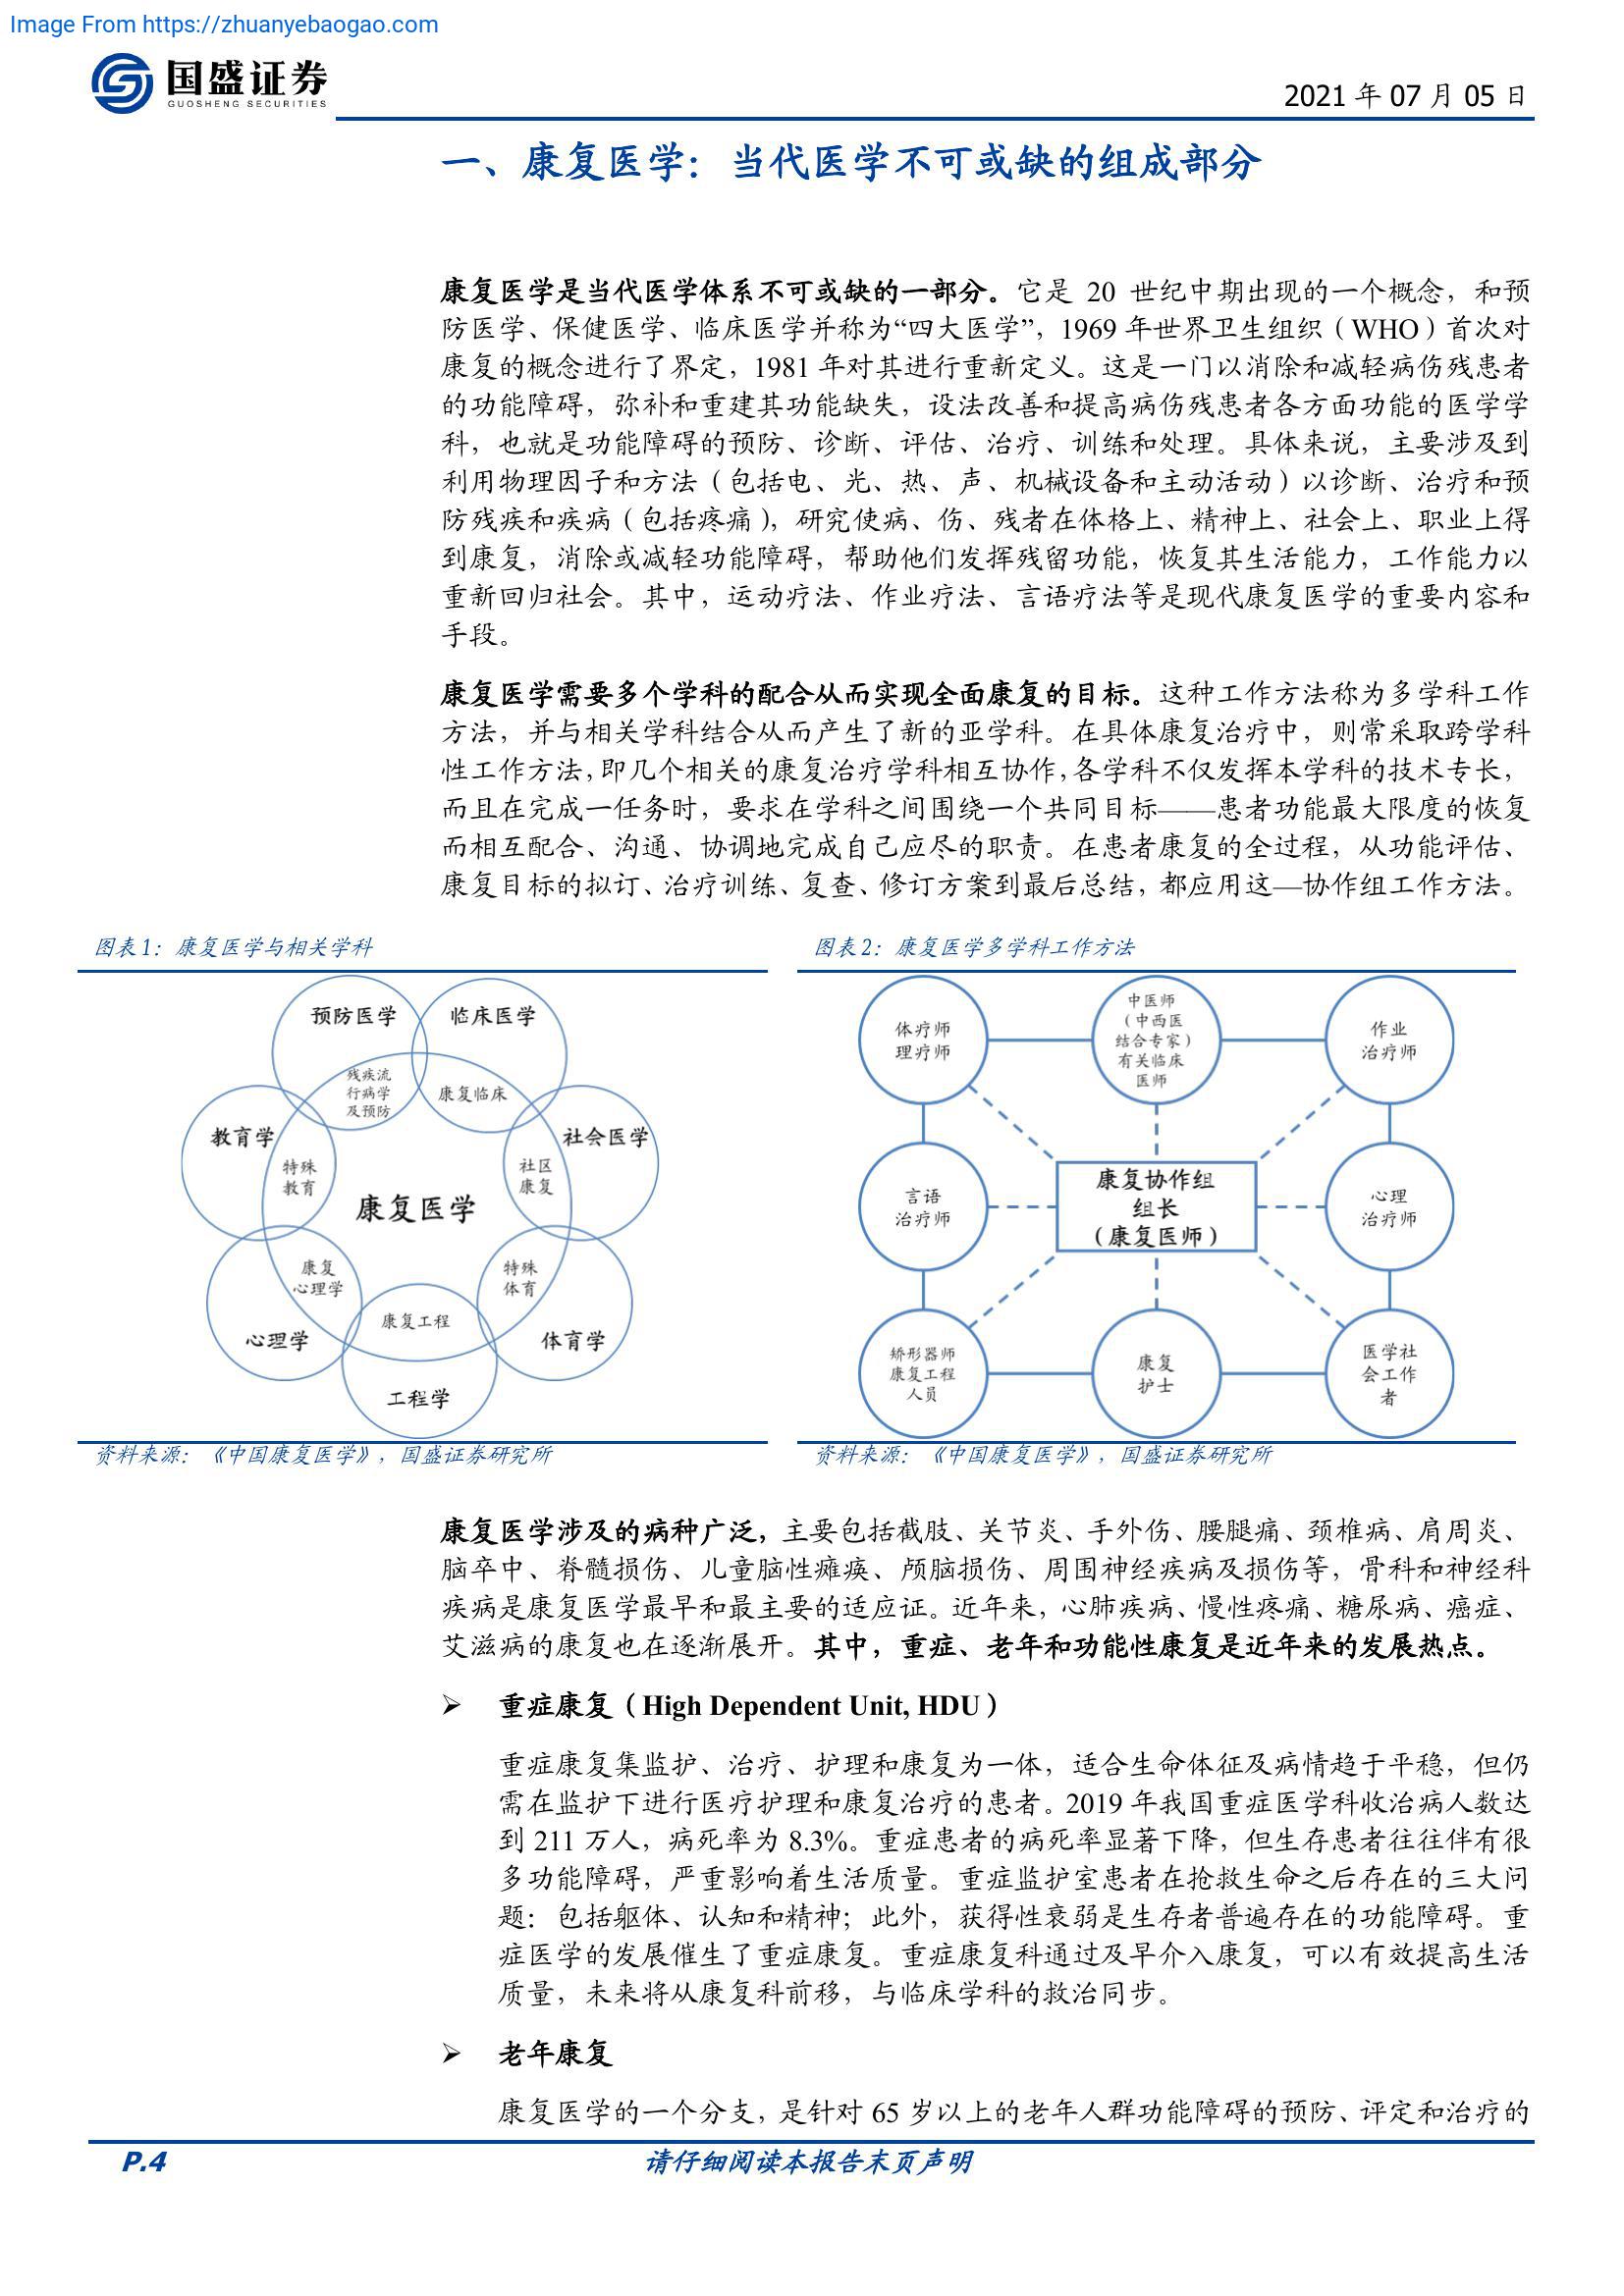 Image From https://zhuanyebaogao.com
国盛证券
GUOSHENG SECURITIES
2021 年 07 月 05 日
一、康复医学：当代医学不可或缺的组成部分
康复医学是当代医学体系不可或缺的一部分。它是 20 世纪中期出现的一个概念，和预
防医学、保健医学、临床医学并称为“四大医学”，1969 年世界卫生组织（WHO）首次对
康复的概念进行了界定，1981 年对其进行重新定义。这是一门以消除和减轻病伤残患者
的功能障碍，弥补和重建其功能缺失，设法改善和提高病伤残患者各方面功能的医学学
科，也就是功能障碍的预防、诊断、评估、治疗、训练和处理。具体来说，主要涉及到
利用物理因子和方法（包括电、光、热、声、机械设备和主动活动）以诊断、治疗和预
防残疾和疾病（包括疼痛），研究使病、伤、残者在体格上、精神上、社会上、职业上得
到康复，消除或减轻功能障碍，帮助他们发挥残留功能，恢复其生活能力，工作能力以
重新回归社会。其中，运动疗法、作业疗法、言语疗法等是现代康复医学的重要内容和
手段。
康复医学需要多个学科的配合从而实现全面康复的目标。这种工作方法称为多学科工作
方法，并与相关学科结合从而产生了新的亚学科。在具体康复治疗中，则常采取跨学科
性工作方法，即几个相关的康复治疗学科相互协作，各学科不仅发挥本学科的技术专长，
而且在完成一任务时，要求在学科之间围绕一个共同目标——患者功能最大限度的恢复
而相互配合、沟通、协调地完成自己应尽的职责。在患者康复的全过程，从功能评估、
康复目标的拟订、治疗训练、复查、修订方案到最后总结，都应用这—协作组工作方法。
图表 1：康复医学与相关学科
预防医学
临床医学
残疾流
行病学
及预防
康复临床
教育学
社会医学
特殊
教育
社区
康复
康复医学
康复
心理学
特殊
体育
康复工程
心理学
体育学
工程学
资料来源：《中国康复医学》，国盛证券研究所
图表 2：康复医学多学科工作方法
体疗师
理疗师
中医师
（中西医
结合专家）
有关临床
医师
作业
治疗师
言语
治疗师
康复协作组
组长
（康复医师）
心理
治疗师
矫形器师
康复工程
人员
康复
护士
医学社
会工作
者
资料来源：《中国康复医学》，国盛证券研究所
康复医学涉及的病种广泛，主要包括截肢、关节炎、手外伤、腰腿痛、颈椎病、肩周炎、
脑卒中、脊髓损伤、儿童脑性瘫痪、颅脑损伤、周围神经疾病及损伤等，骨科和神经科
疾病是康复医学最早和最主要的适应证。近年来，心肺疾病、慢性疼痛、糖尿病、癌症、
艾滋病的康复也在逐渐展开。其中，重症、老年和功能性康复是近年来的发展热点。
➢ 重症康复（High Dependent Unit, HDU）
重症康复集监护、治疗、护理和康复为一体，适合生命体征及病情趋于平稳，但仍
需在监护下进行医疗护理和康复治疗的患者。2019 年我国重症医学科收治病人数达
到 211 万人，病死率为 8.3%。重症患者的病死率显著下降，但生存患者往往伴有很
多功能障碍，严重影响着生活质量。重症监护室患者在抢救生命之后存在的三大问
题：包括躯体、认知和精神；此外，获得性衰弱是生存者普遍存在的功能障碍。重
症医学的发展催生了重症康复。重症康复科通过及早介入康复，可以有效提高生活
质量，未来将从康复科前移，与临床学科的救治同步。
➢ 老年康复
康复医学的一个分支，是针对 65 岁以上的老年人群功能障碍的预防、评定和治疗的
P.4
请仔细阅读本报告末页声明